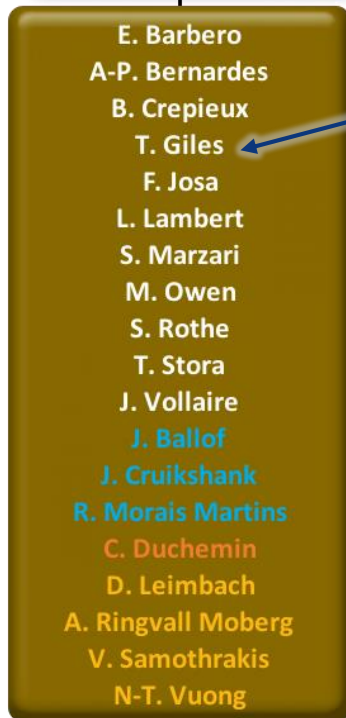 E. Barbero
A-P. Bernardes
B. Crepieux
T. Giles
F. Josa
L. Lambert
S. Marzari
M. Owen
S. Rothe
T. Stora
J. Vollaire
J. Ballof
J. Cruikshank
R. Morais Martins
C. Duchemin
D. Leimbach
A. Ringvall Moberg
V. Samothrakis
N-T. Vuong